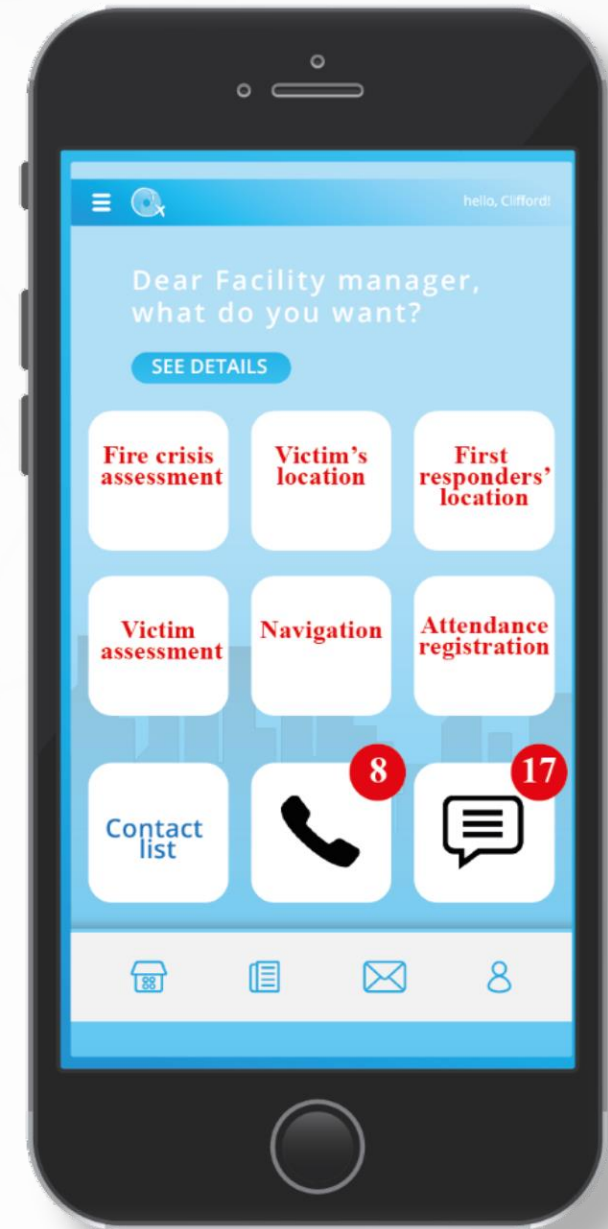 hello, Clifford!
Dear Facility manager,
what do you want?
SEE DETAILS
Fire crisis
assessment
Victim’s
location
First
responders’
location
Victim
assessment
Navigation
Attendance
registration
Contact
list
8
17